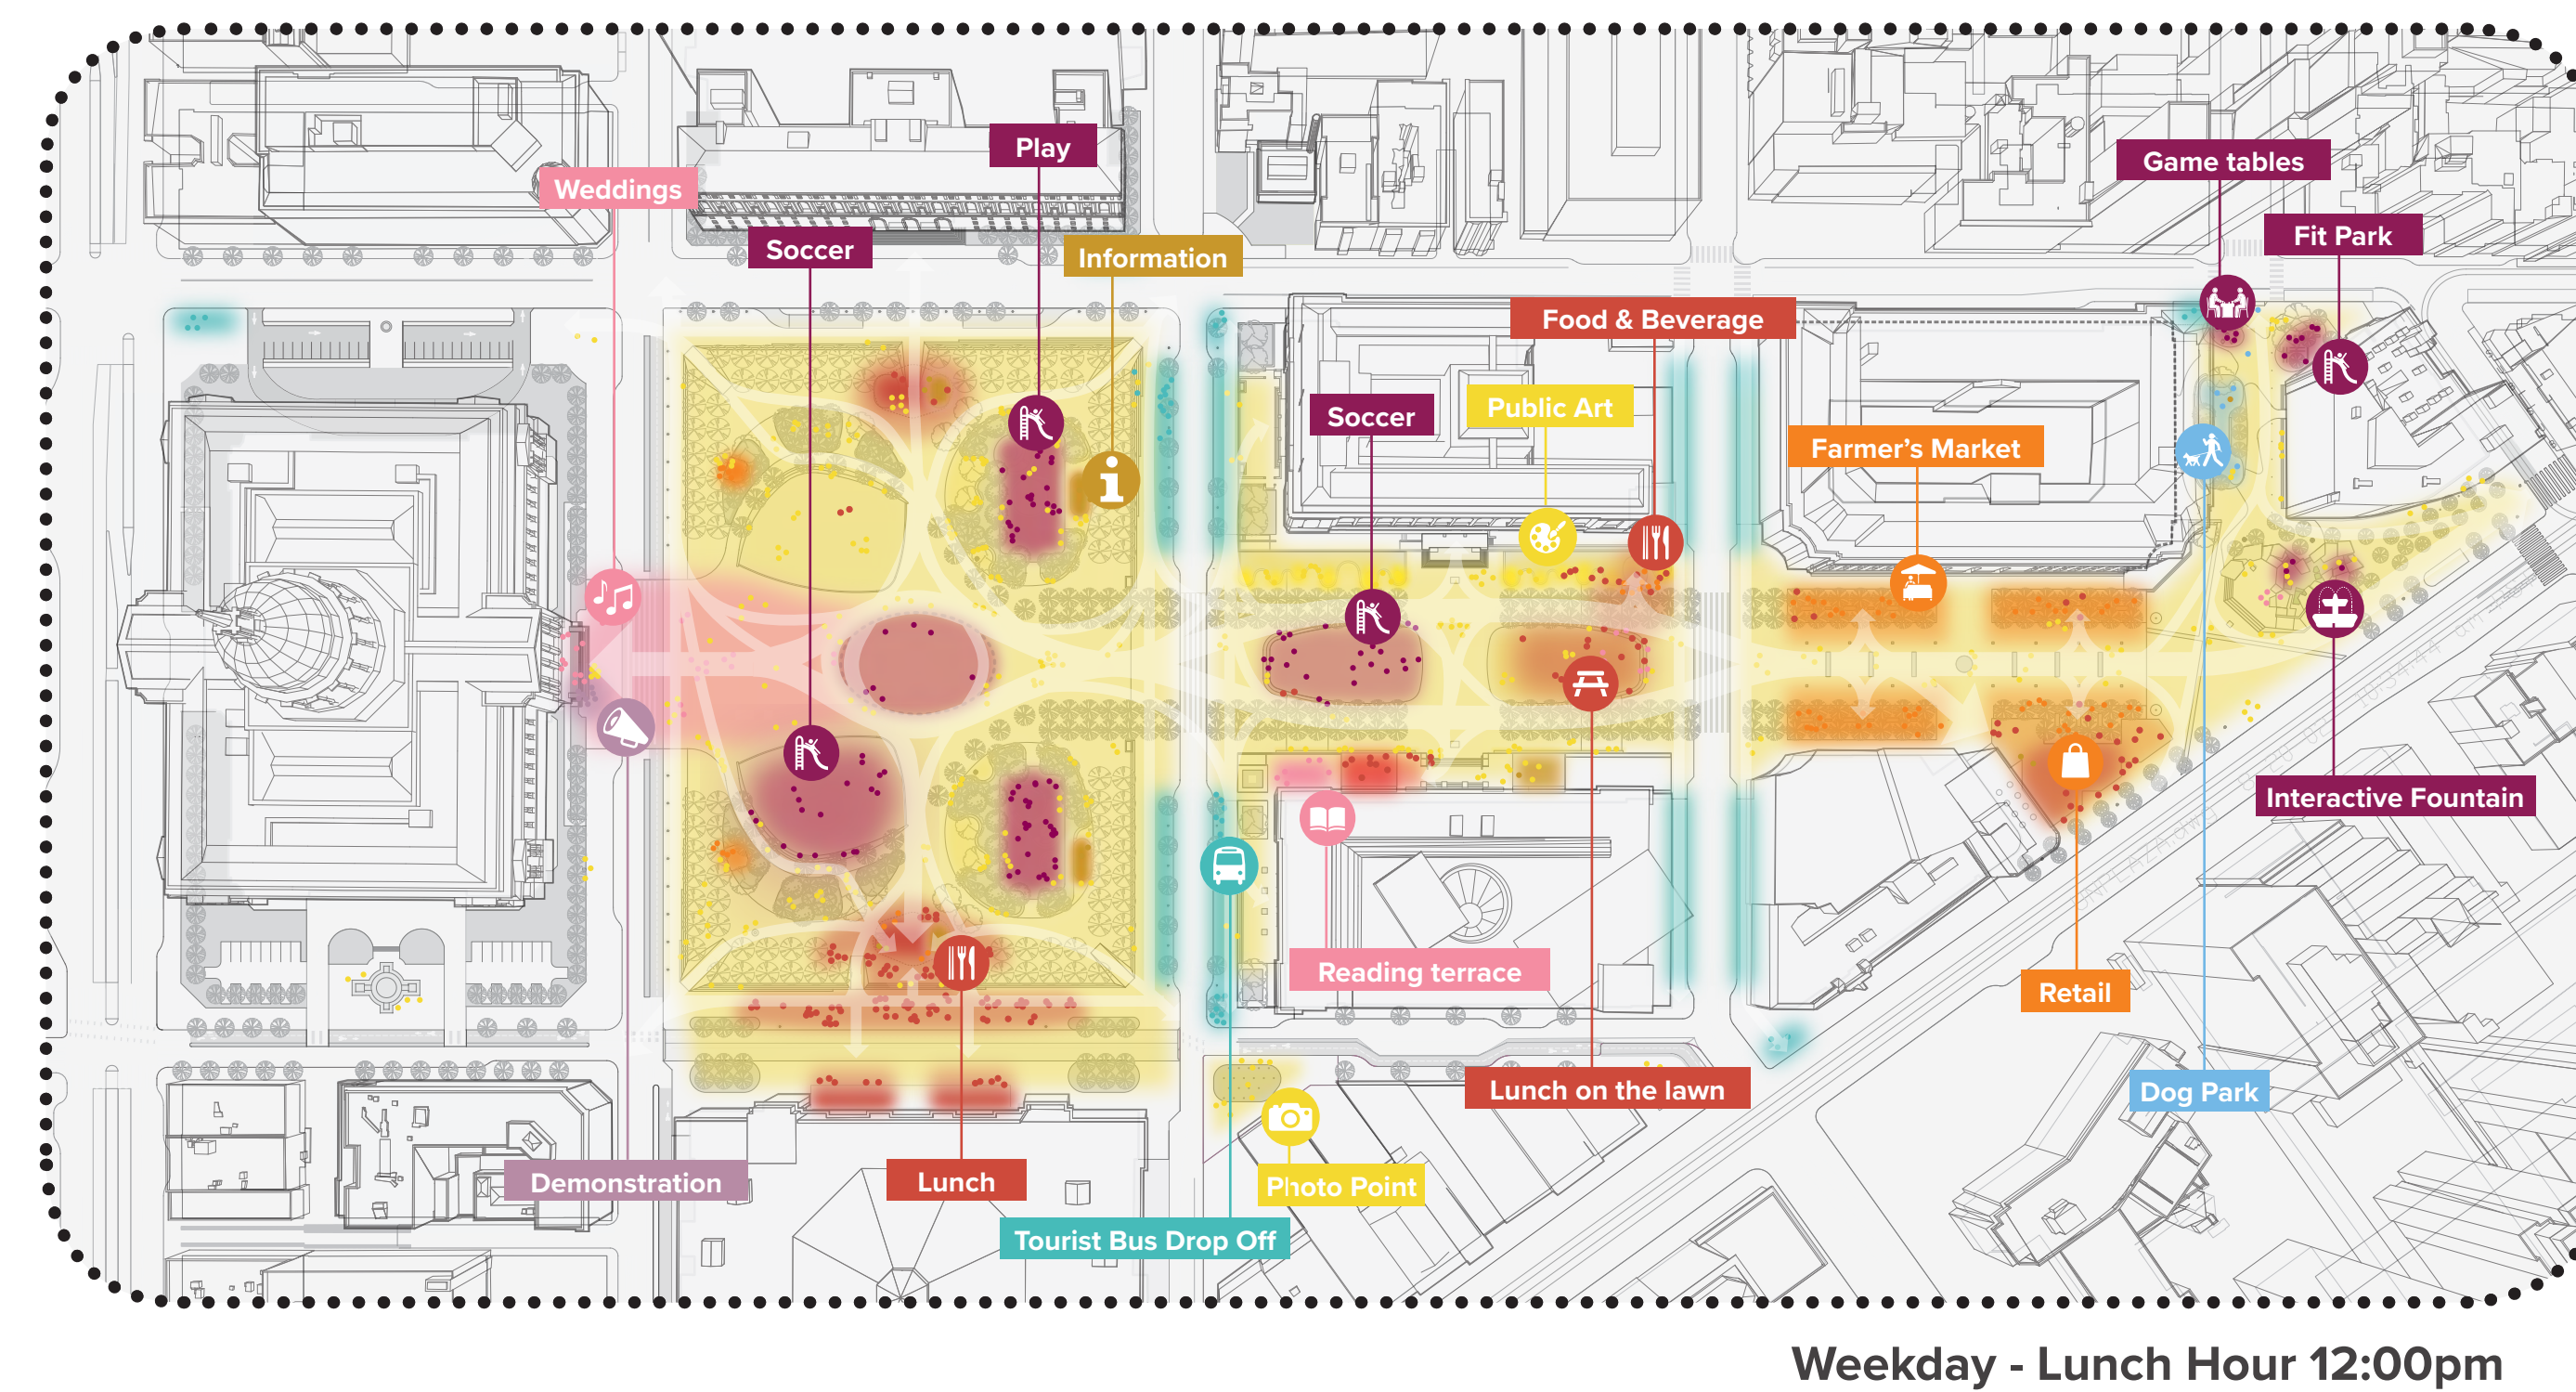 Play
Game tables
Weddings
Fit Park
Soccer
Information
Food & Beverage
Public Art
Soccer
Farmer's Market
Interactive Fountain
Reading terrace
Retail
Lunch on the lawn
Dog Park
Demonstration
Lunch
Photo Point
Tourist Bus Drop Off
Weekday - Lunch Hour 12:00pm